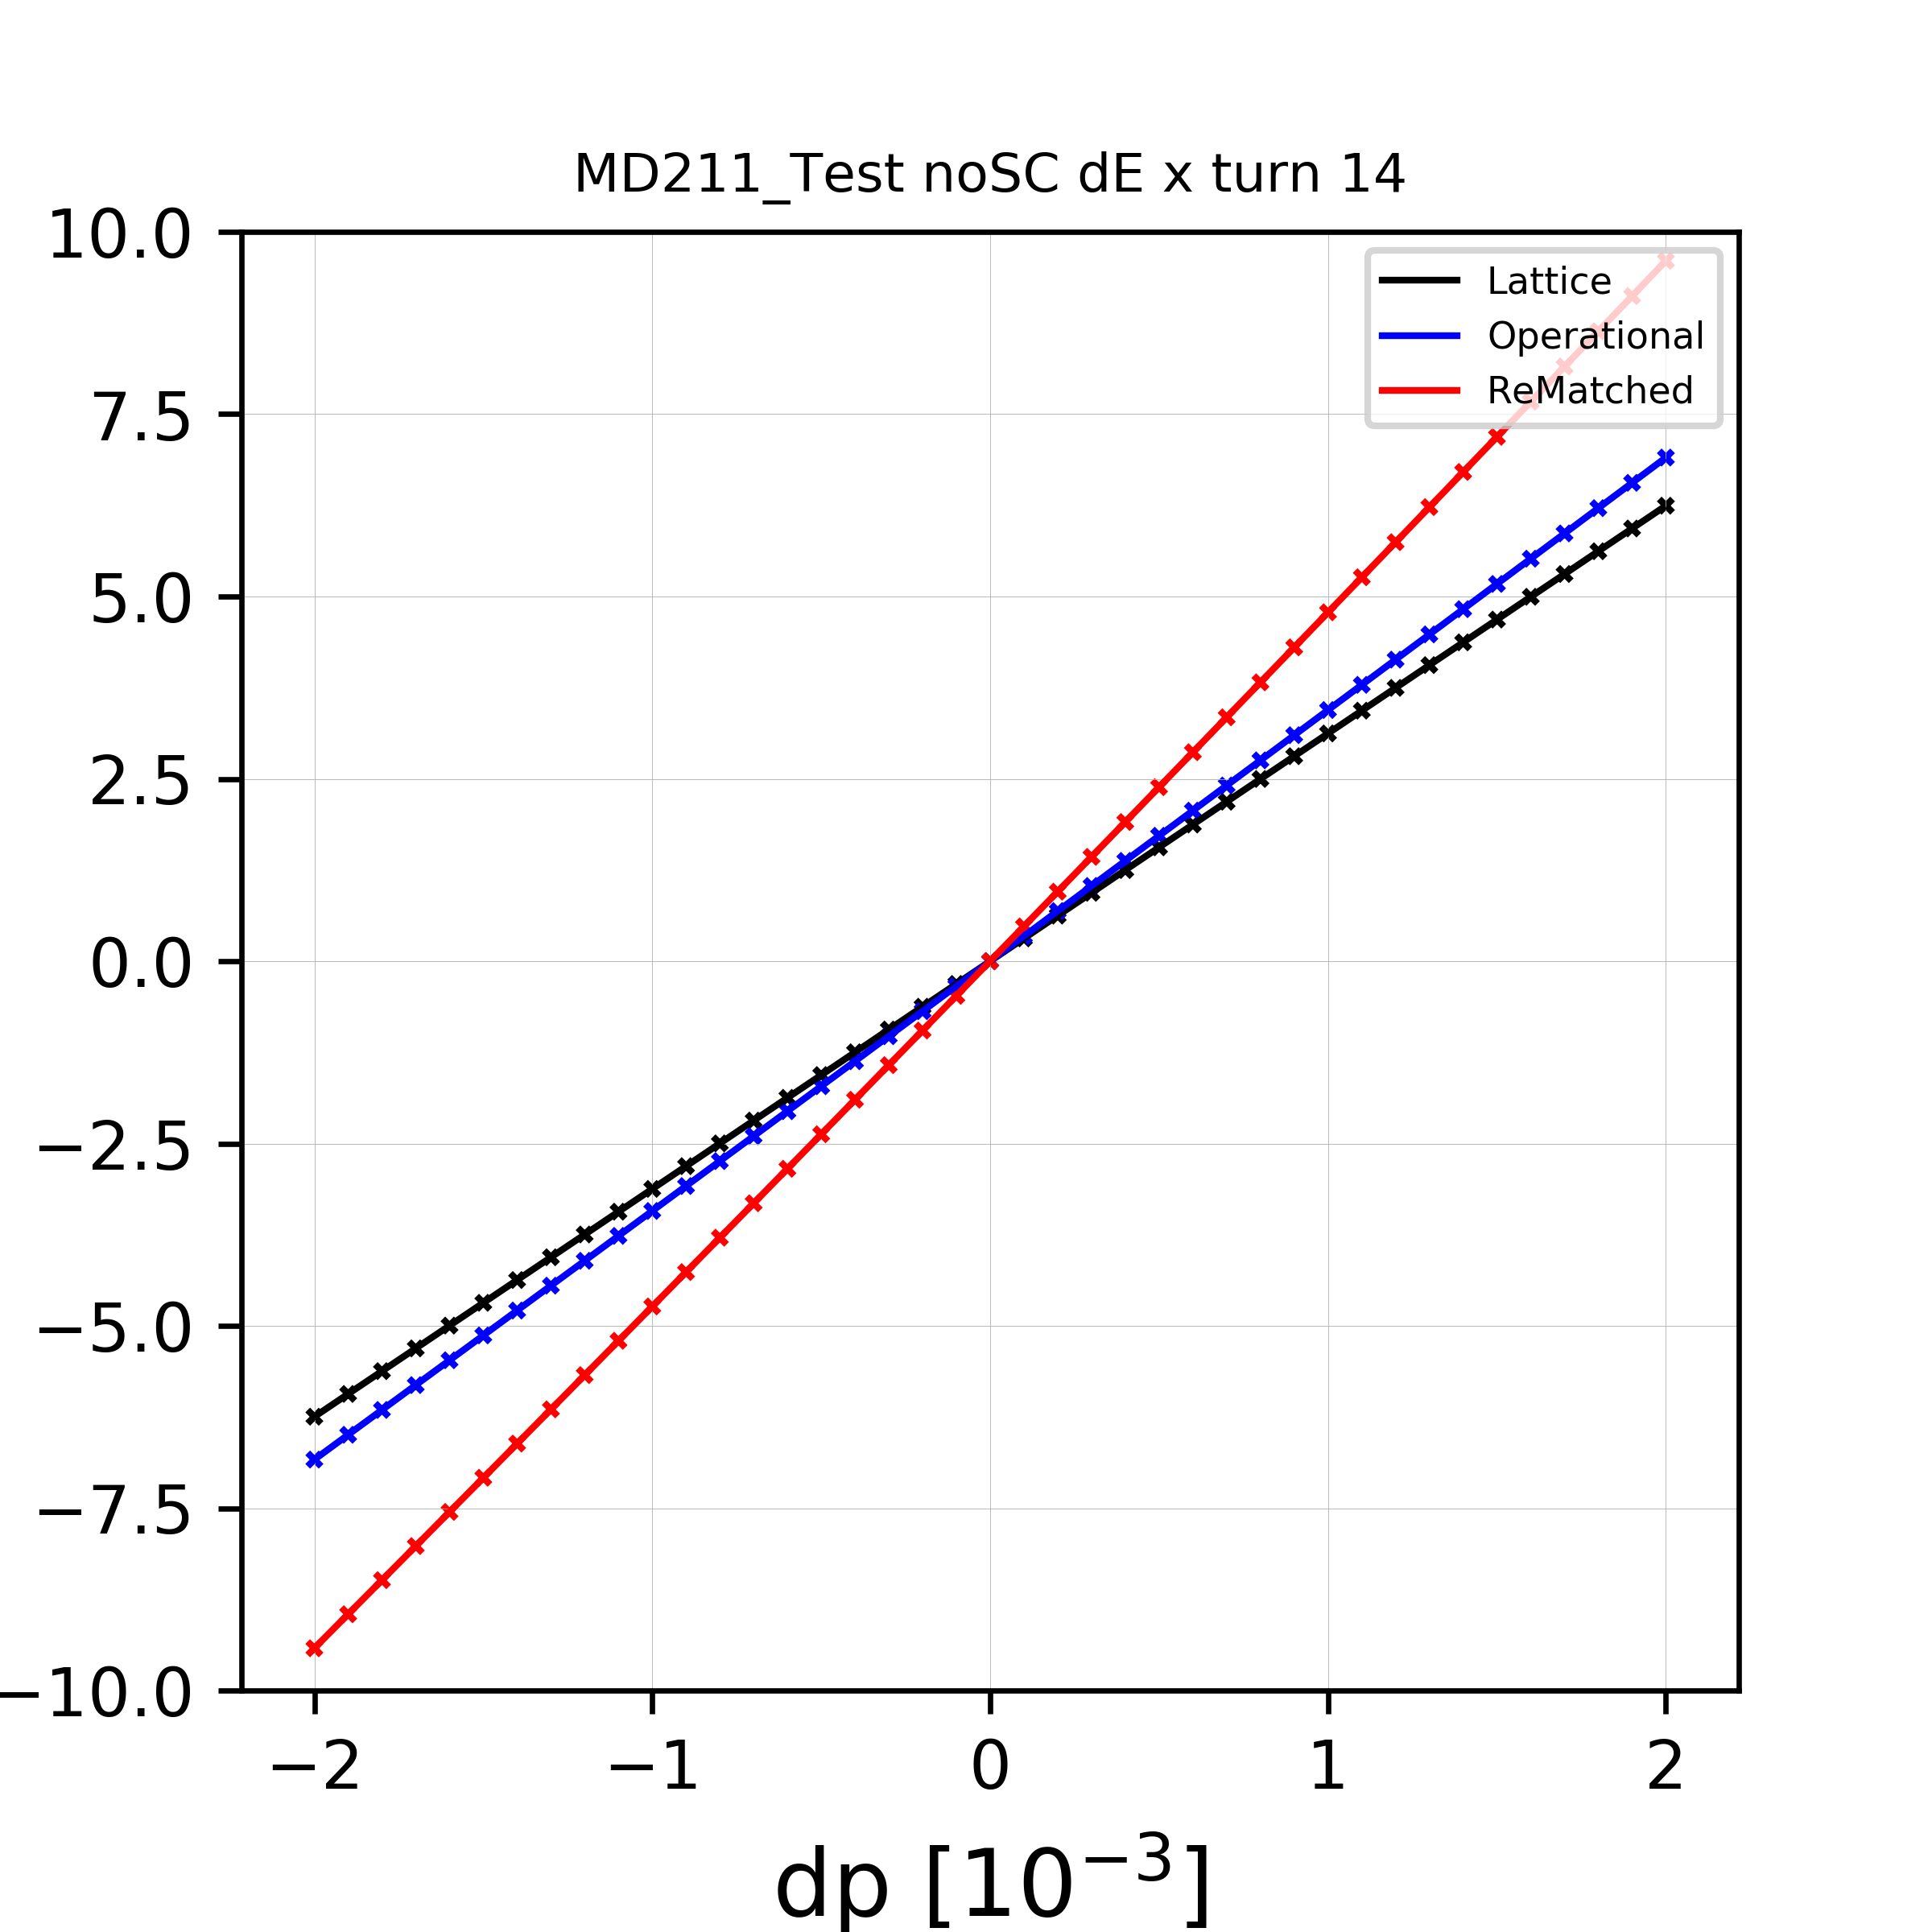 MD211_Test noSC dE x turn 14
10.0
7.5
5.0
2.5
0.0
−2.5
−5.0
−7.5
−10.0
Lattice
Operational
ReMatched
−2 −1 0 1 2
dp [10⁻³]